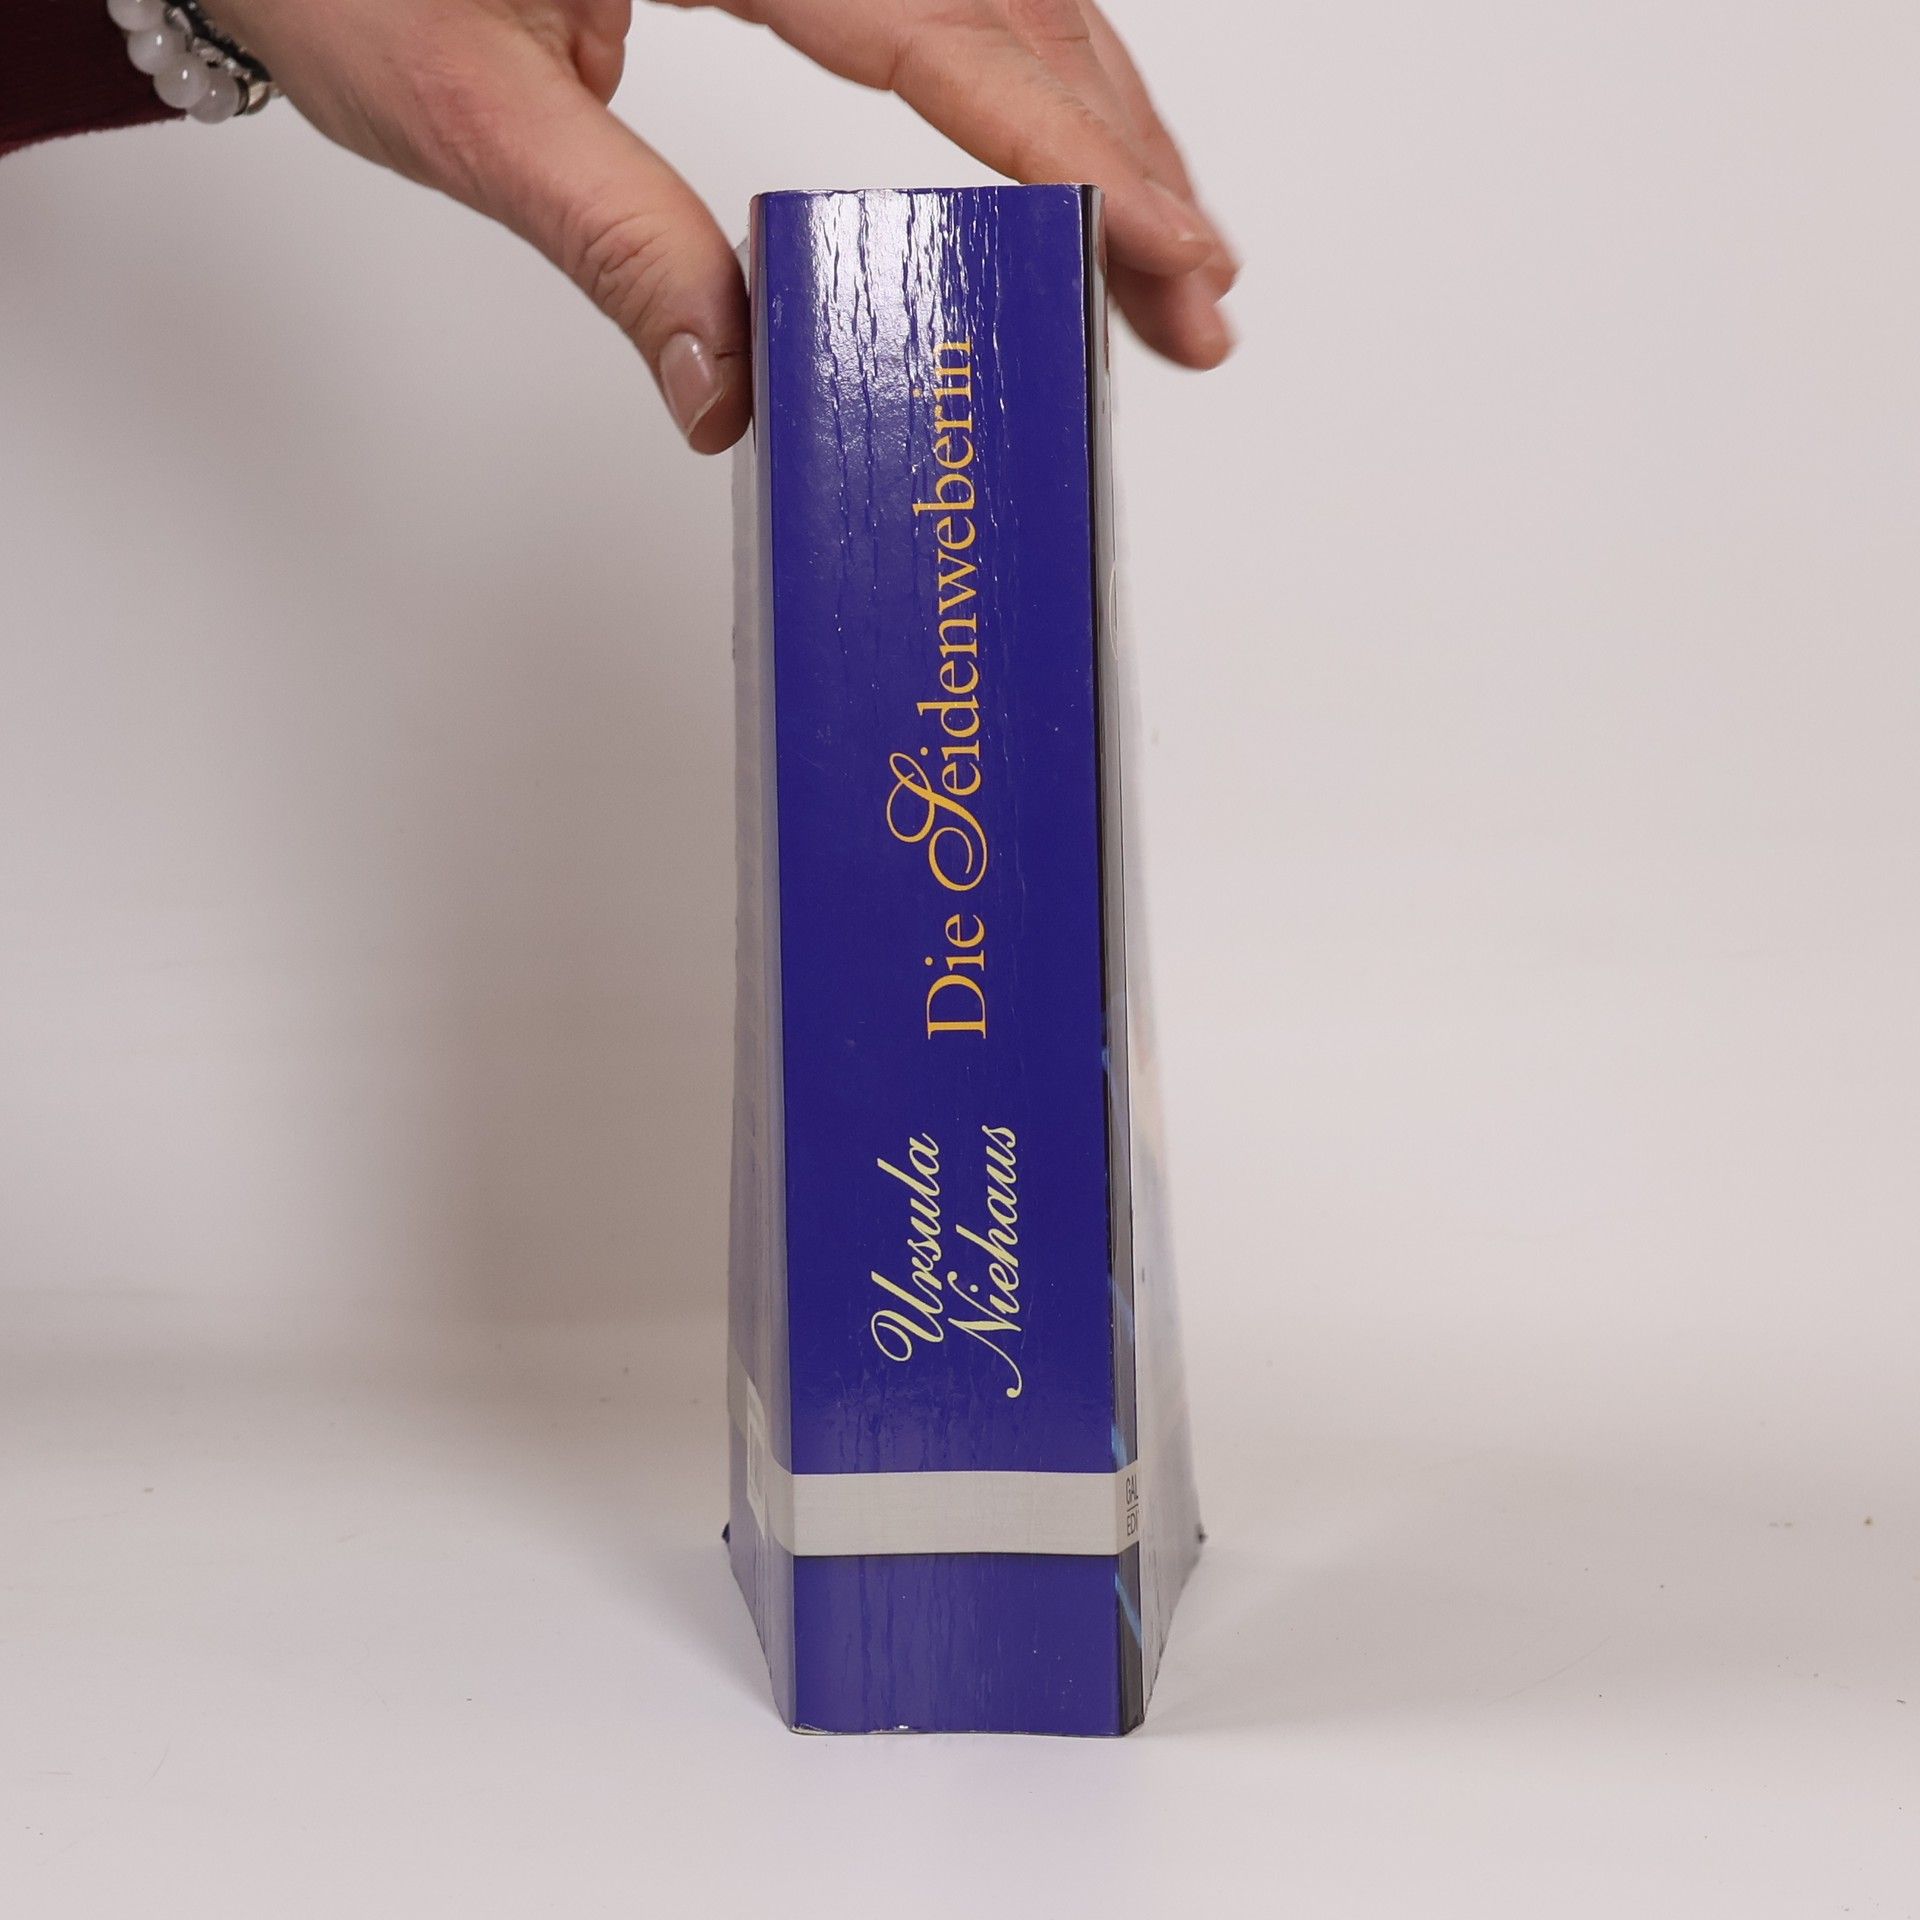 Ursula
Niehaus
Die Seidenweberin